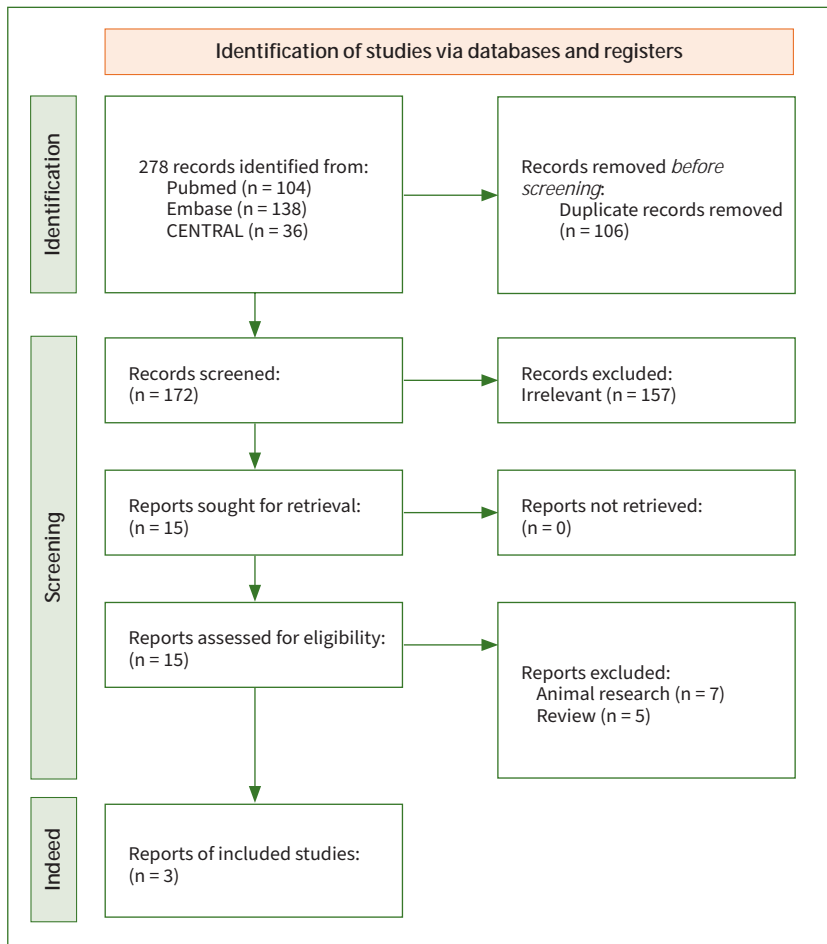 Identification of studies via databases and registers
Identification
278 records identified from:
Pubmed (n = 104)
Embase (n = 138)
CENTRAL (n = 36)
Records removed before
screening:
Duplicate records removed
(n = 106)
Screening
Records screened:
(n = 172)
Records excluded:
Irrelevant (n = 157)
Reports sought for retrieval:
(n = 15)
Reports not retrieved:
(n = 0)
Reports assessed for eligibility:
(n = 15)
Reports excluded:
Animal research (n = 7)
Review (n = 5)
Indeed
Reports of included studies:
(n = 3)